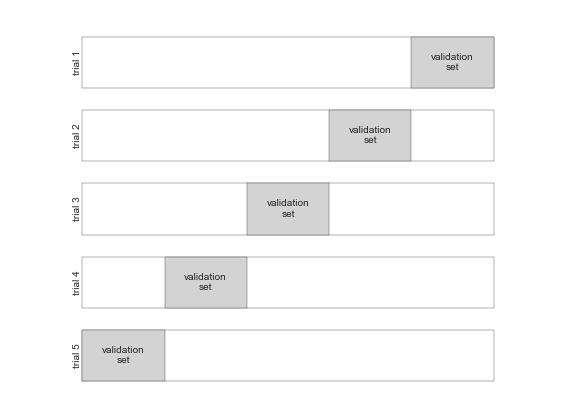 trial 1
validation
set
trial 2
validation
set
trial 3
validation
set
trial 4
validation
set
trial 5
validation
set